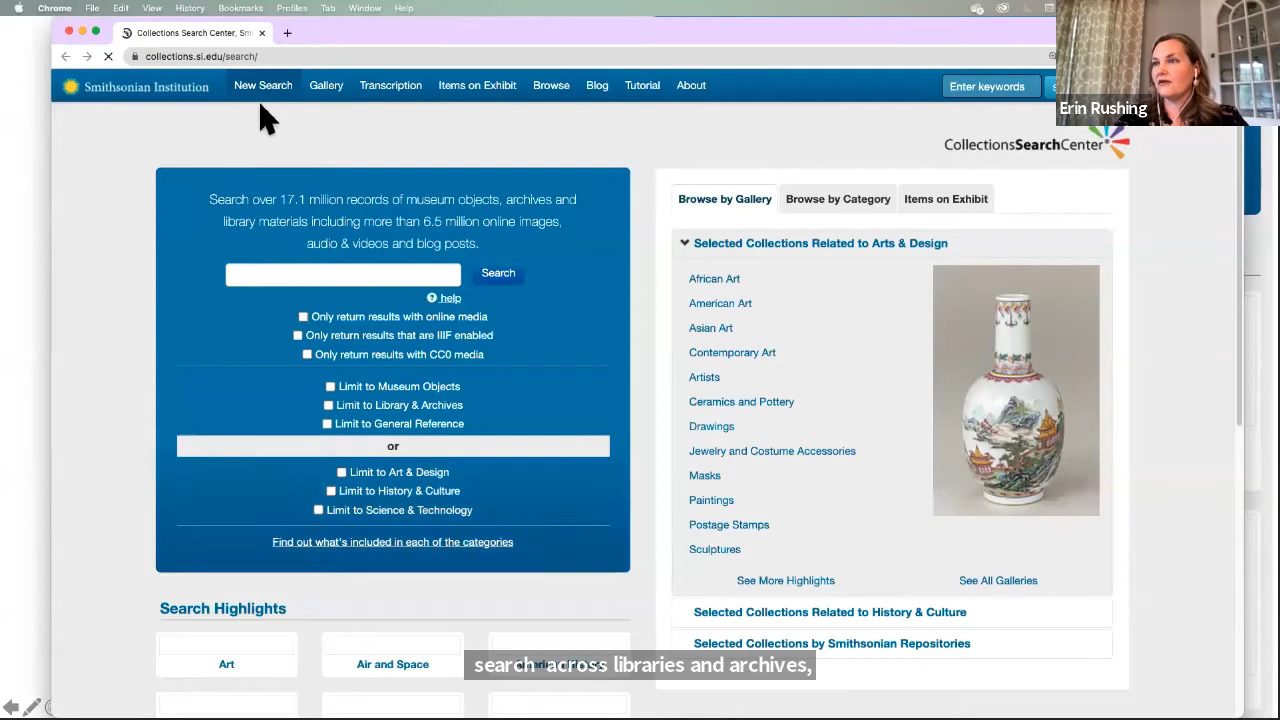 Chrome File Edit View History Bookmarks Profiles Tab Window Help
Collections Search Center, Smi
collections.si.edu/search/
Smithsonian Institution New Search Gallery Transcription Items on Exhibit Browse Blog Tutorial About Enter keywords
Erin Rushing
CollectionsSearchCenter
Search over 17.1 million records of museum objects, archives and
library materials including more than 6.5 million online images,
audio & videos and blog posts.
Search
help
Only return results with online media
Only return results that are IIIF enabled
Only return results with CC0 media
Limit to Museum Objects
Limit to Library & Archives
Limit to General Reference
or
Limit to Art & Design
Limit to History & Culture
Limit to Science & Technology
Find out what's included in each of the categories
Browse by Gallery Browse by Category Items on Exhibit
Selected Collections Related to Arts & Design
African Art
American Art
Asian Art
Contemporary Art
Artists
Ceramics and Pottery
Drawings
Jewelry and Costume Accessories
Masks
Paintings
Postage Stamps
Sculptures
See More Highlights See All Galleries
Selected Collections Related to History & Culture
Selected Collections by Smithsonian Repositories
Search Highlights
Art Air and Space
search across libraries and archives,